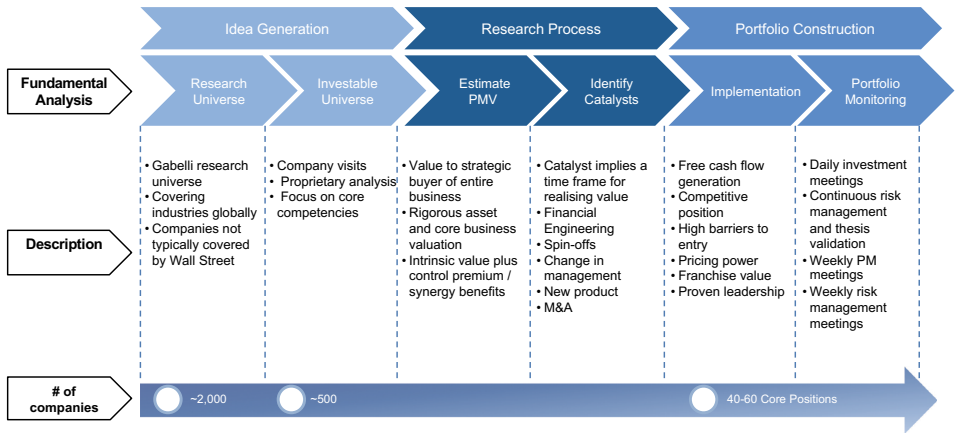 Idea Generation
Research Process
Portfolio Construction
Fundamental
Analysis
Research
Universe
Investable
Universe
Estimate
PMV
Identify
Catalysts
Implementation
Portfolio
Monitoring
Description
• Gabelli research
universe
• Covering
industries globally
• Companies not
typically covered
by Wall Street
• Company visits
• Proprietary analysis
• Focus on core
competencies
• Value to strategic
buyer of entire
business
• Rigorous asset
and core business
valuation
• Intrinsic value plus
control premium /
synergy benefits
• Catalyst implies a
time frame for
realising value
• Financial
Engineering
• Spin-offs
• Change in
management
• New product
• M&A
• Free cash flow
generation
• Competitive
position
• High barriers to
entry
• Pricing power
• Franchise value
• Proven leadership
• Daily investment
meetings
• Continuous risk
management
and thesis
validation
• Weekly PM
meetings
• Weekly risk
management
meetings
# of
companies
~2,000
~500
40-60 Core Positions